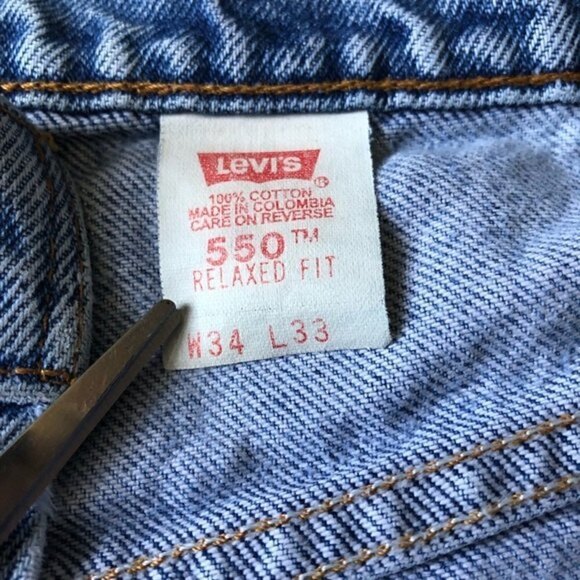 Levi's
®
100% COTTON
MADE IN COLOMBIA
CARE ON REVERSE
550™
RELAXED FIT
W34 L33